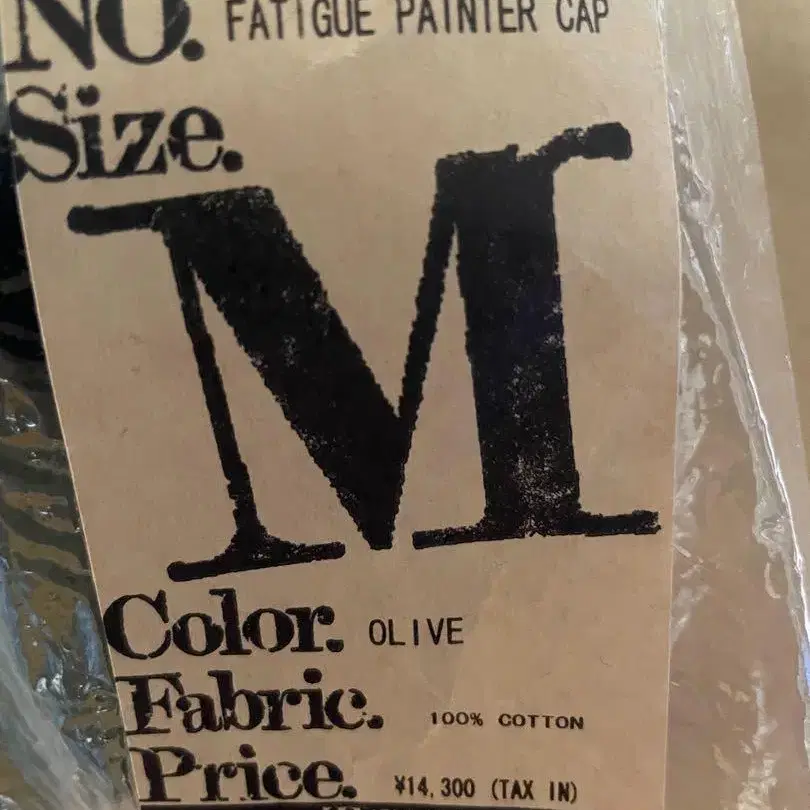 NO. FATIGUE PAINTER CAP
Size.
M
Color. OLIVE
Fabric. 100% COTTON
Price. ¥14,300 (TAX IN)